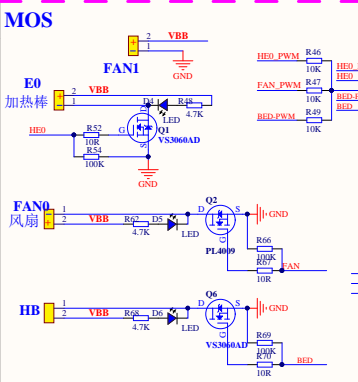 MOS
2 VBB
1
FAN1
GND
HE0_PWM R46
10K
FAN_PWM R47
10K
BED-PWM R49
10K
HE0_
HE0
BED-
BED
E0
加热棒
2 VBB
1
D4 R48
LED 4.7K
HE0 R52
10R
R54
100K
D
G
S
Q1
VS3060AD
GND
FAN0
风扇
1
2 VBB
R62 D5
4.7K LED
Q2
D S
G
PL4009
GND
R66
100K
R67
10R
FAN
HB
1
2 VBB
R68 D6
4.7K LED
Q6
D S
G
VS3060AD
GND
R69
100K
R70
10R
BED